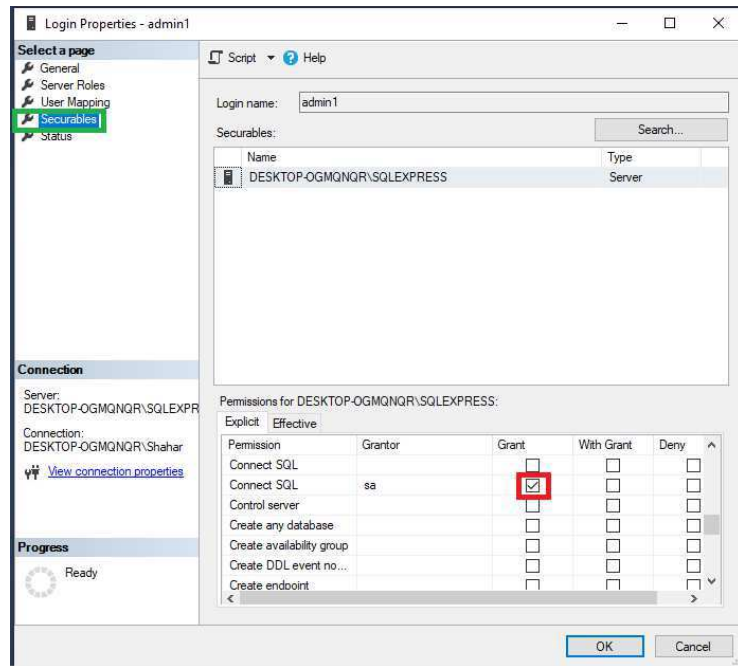 Login Properties - admin1
Select a page
General
Server Roles
User Mapping
Securables
Status
Script Help
Login name: admin1
Securables: Search...
Name Type
DESKTOP-OGMQNQR\SQLEXPRESS Server
Connection
Server:
DESKTOP-OGMQNQR\SQLEXPR
Connection:
DESKTOP-OGMQNQR\Shahar
View connection properties
Progress
Ready
Permissions for DESKTOP-OGMQNQR\SQLEXPRESS:
Explicit Effective
Permission Grantor Grant With Grant Deny
Connect SQL
Connect SQL sa
Control server
Create any database
Create availability group
Create DDL event no...
Create endpoint
OK Cancel